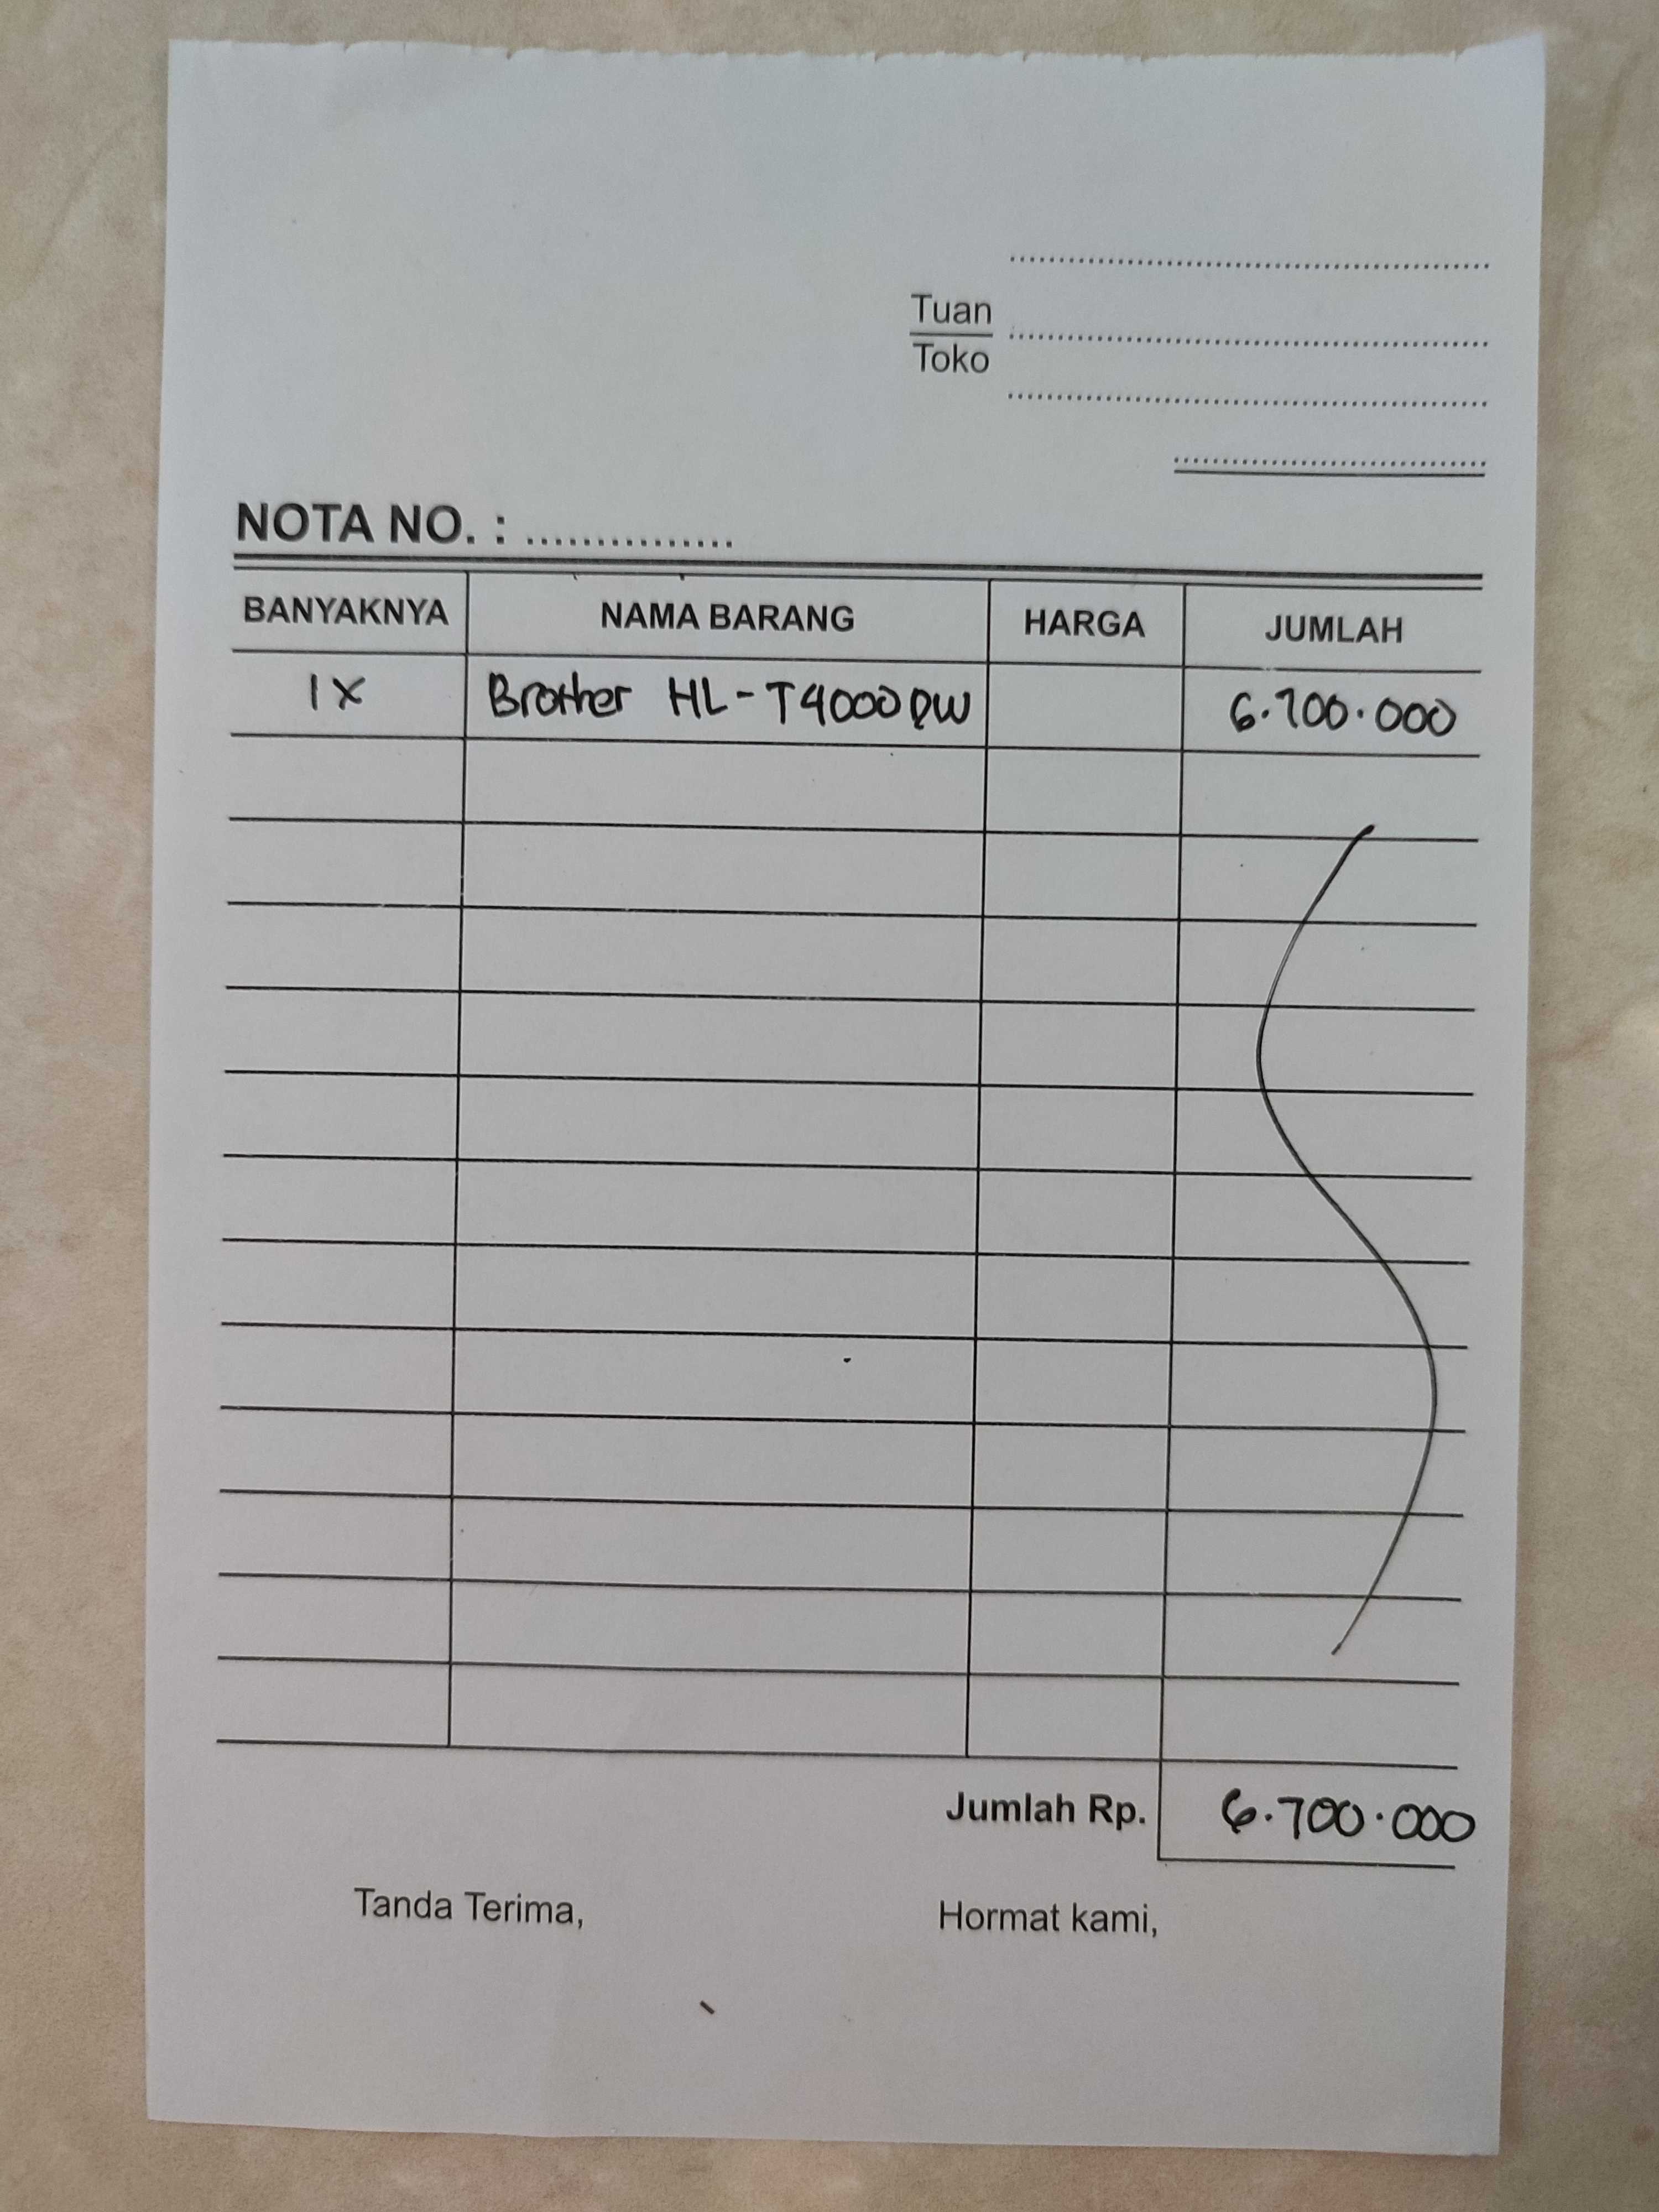 Tuan
Toko
NOTA NO. : ...............
BANYAKNYA NAMA BARANG HARGA JUMLAH
1 X Brother HL-T4000DW 6.700.000
Jumlah Rp. 6.700.000
Tanda Terima, Hormat kami,